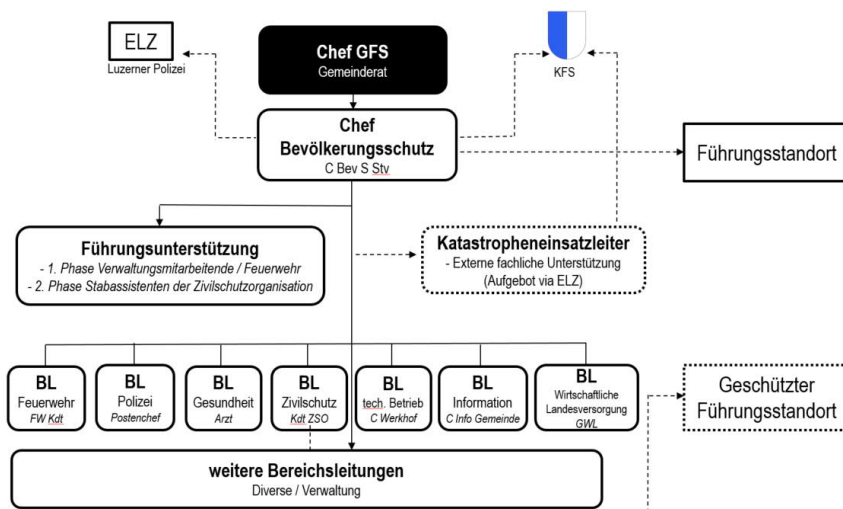 ELZ
Luzerner Polizei
Chef GFS
Gemeinderat
KFS
Chef
Bevölkerungsschutz
C Bev S Stv
Führungsstandort
Führungsunterstützung
- 1. Phase Verwaltungsmitarbeitende / Feuerwehr
- 2. Phase Stabassistenten der Zivilschutzorganisation
Katastropheneinsatzleiter
- Externe fachliche Unterstützung
(Aufgebot via ELZ)
BL
Feuerwehr
FW Kdt
BL
Polizei
Postenchef
BL
Gesundheit
Arzt
BL
Zivilschutz
Kdt ZSO
BL
tech. Betrieb
C Werkhof
BL
Information
C Info Gemeinde
BL
Wirtschaftliche
Landesversorgung
GWL
Geschützter
Führungsstandort
weitere Bereichsleitungen
Diverse / Verwaltung